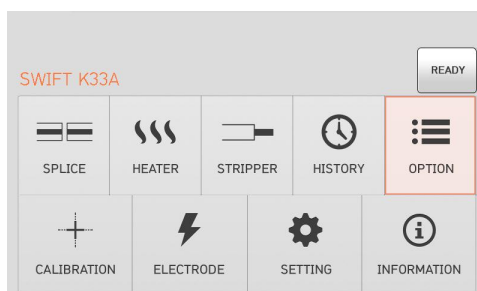 READY
SWIFT K33A
SPLICE HEATER STRIPPER HISTORY OPTION
CALIBRATION ELECTRODE SETTING INFORMATION